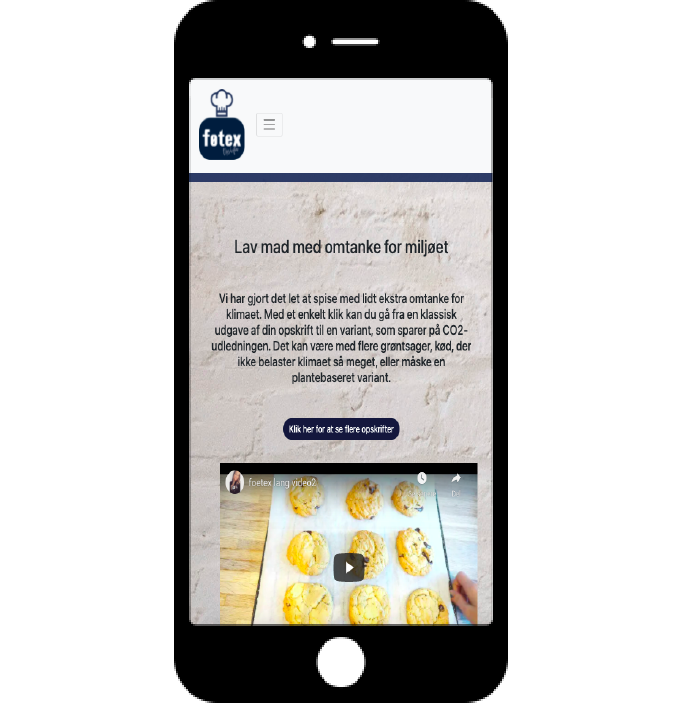 føtex
Lav mad med omtanke for miljøet
Vi har gjort det let at spise med lidt ekstra omtanke for
klimaet. Med et enkelt klik kan du gå fra en klassisk
udgave af din opskrift til en variant, som sparer på CO2-
udledningen. Det kan være med flere grøntsager, kød, der
ikke belaster klimaet så meget, eller måske en
plantebaseret variant.
Klik her for at se flere opskrifter
foetex lang video2